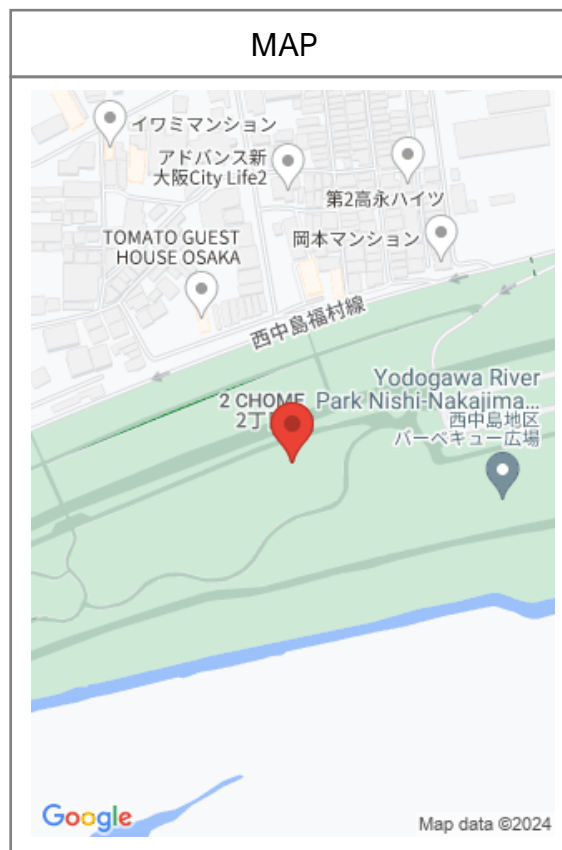 MAP
イワミマンション
アドバンス新
大阪City Life2
第2高永ハイツ
TOMATO GUEST
HOUSE OSAKA
岡本マンション
西中島福村線
Yodogawa River
2 CHOME
Park Nishi-Nakajima...
2丁
西中島地区
バーベキュー広場
Google
Map data ©2024